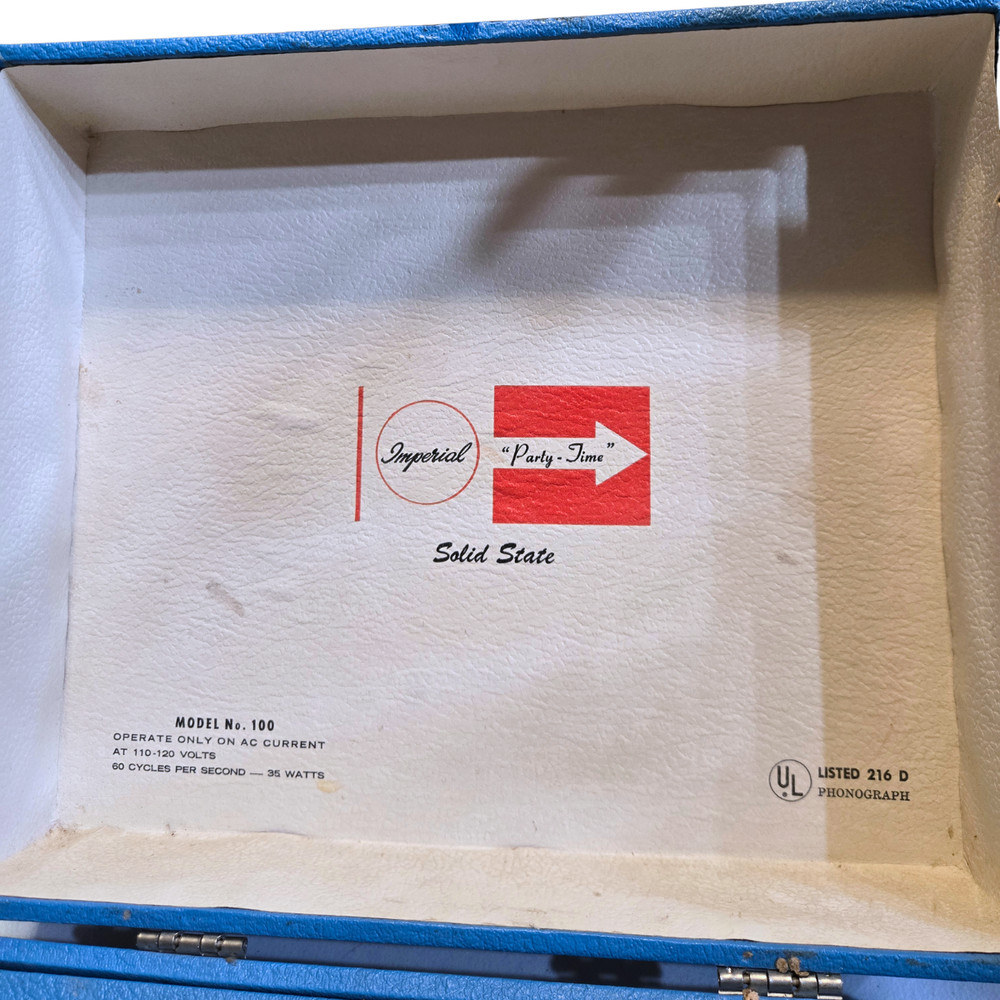 Imperial
"Party-Time"
Solid State
MODEL No. 100
OPERATE ONLY ON AC CURRENT
AT 110-120 VOLTS
60 CYCLES PER SECOND — 35 WATTS
UL LISTED 216 D
PHONOGRAPH